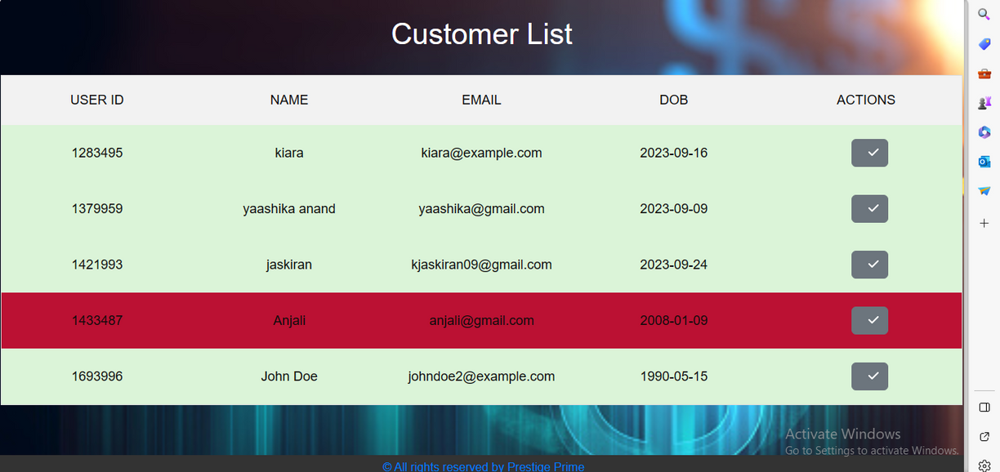 Customer List
USER ID NAME EMAIL DOB ACTIONS
1283495 kiara kiara@example.com 2023-09-16
1379959 yaashika anand yaashika@gmail.com 2023-09-09
1421993 jaskiran kjaskiran09@gmail.com 2023-09-24
1433487 Anjali anjali@gmail.com 2008-01-09
1693996 John Doe johndoe2@example.com 1990-05-15
Activate Windows
Go to Settings to activate Windows.
© All rights reserved by Prestige Prime